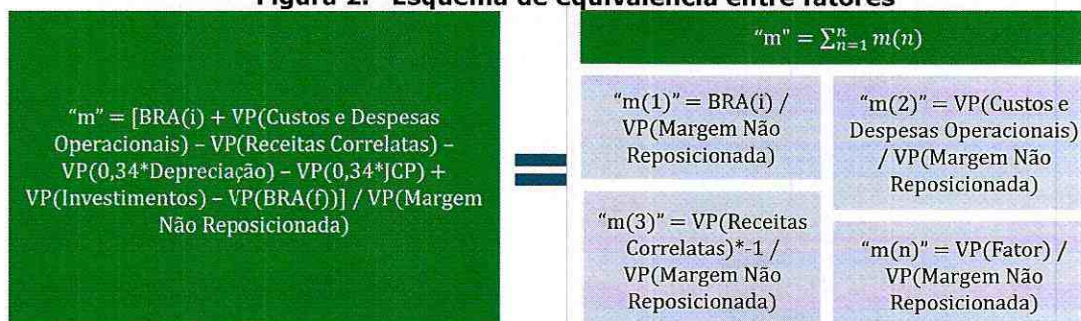 Figura 2. Esquema de equivalência entre fatores
"m" = [BRA(i) + VP(Custos e Despesas
Operacionais) – VP(Receitas Correlatas) –
VP(0,34*Depreciação) – VP(0,34*JCP) +
VP(Investimentos) – VP(BRA(f))] / VP(Margem
Não Reposicionada)
=
"m" = ∑ⁿₙ₌₁ m(n)
"m(1)" = BRA(i) /
VP(Margem Não
Reposicionada)
"m(2)" = VP(Custos e
Despesas Operacionais)
/ VP(Margem Não
Reposicionada)
"m(3)" = VP(Receitas
Correlatas)*-1 /
VP(Margem Não
Reposicionada)
"m(n)" = VP(Fator) /
VP(Margem Não
Reposicionada)